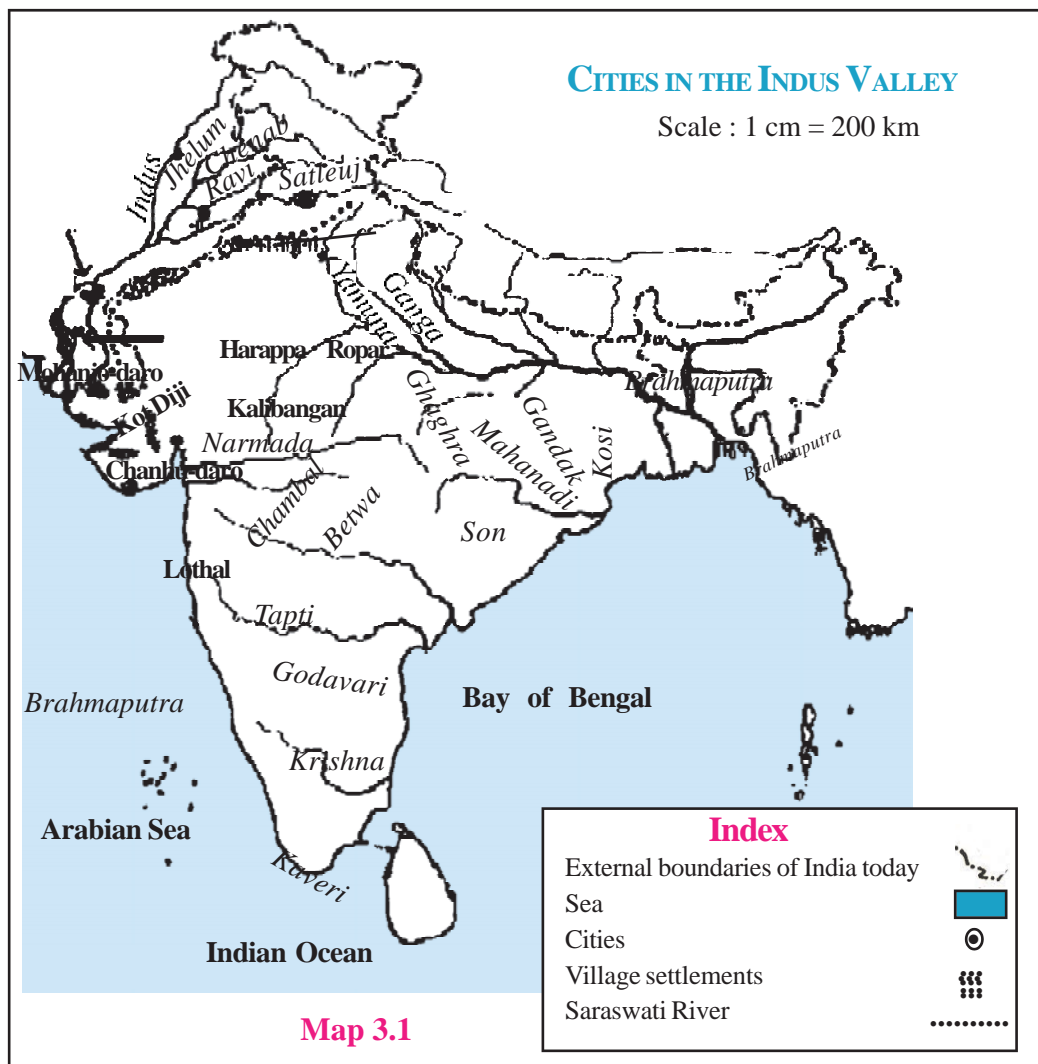 CITIES IN THE INDUS VALLEY
Scale : 1 cm = 200 km
Indus
Jhelum
Chenab
Ravi
Satleuj
Yamuna
Ganga
Harappa
Ropar
Mohanjo-daro
Kot Diji
Kalibangan
Brahmaputra
Narmada
Ghaghra
Mahanadi
Gandak
Kosi
Brahmaputra
Chanhu-daro
Chambal
Betwa
Son
Lothal
Tapti
Godavari
Brahmaputra
Bay of Bengal
Krishna
Arabian Sea
Kaveri
Indian Ocean
Map 3.1
Index
External boundaries of India today
Sea
Cities
Village settlements
Saraswati River